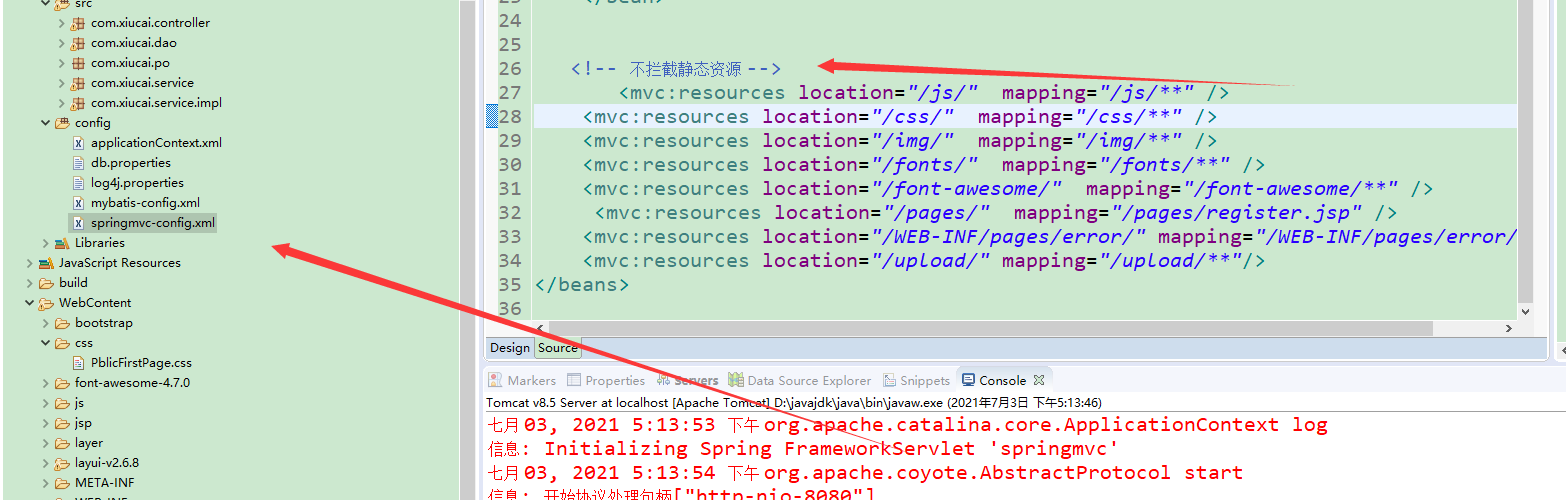 src
com.xiucai.controller
com.xiucai.dao
com.xiucai.po
com.xiucai.service
com.xiucai.service.impl
config
applicationContext.xml
db.properties
log4j.properties
mybatis-config.xml
springmvc-config.xml
Libraries
JavaScript Resources
build
WebContent
bootstrap
css
PblicFirstPage.css
font-awesome-4.7.0
js
jsp
layer
layui-v2.6.8
META-INF
23 </bean>
24
25
26 <!-- 不拦截静态资源 -->
27 <mvc:resources location="/js/" mapping="/js/**" />
28 <mvc:resources location="/css/" mapping="/css/**" />
29 <mvc:resources location="/img/" mapping="/img/**" />
30 <mvc:resources location="/fonts/" mapping="/fonts/**" />
31 <mvc:resources location="/font-awesome/" mapping="/font-awesome/**" />
32 <mvc:resources location="/pages/" mapping="/pages/register.jsp" />
33 <mvc:resources location="/WEB-INF/pages/error/" mapping="/WEB-INF/pages/error/
34 <mvc:resources location="/upload/" mapping="/upload/**"/>
35 </beans>
36
Design Source
Markers Properties Servers Data Source Explorer Snippets Console
Tomcat v8.5 Server at localhost [Apache Tomcat] D:\javajdk\java\bin\javaw.exe (2021年7月3日 下午5:13:46)
七月 03, 2021 5:13:53 下午 org.apache.catalina.core.ApplicationContext log
信息: Initializing Spring FrameworkServlet 'springmvc'
七月 03, 2021 5:13:54 下午 org.apache.coyote.AbstractProtocol start
信息: 开始协议处理句柄["http-nio-8080"]